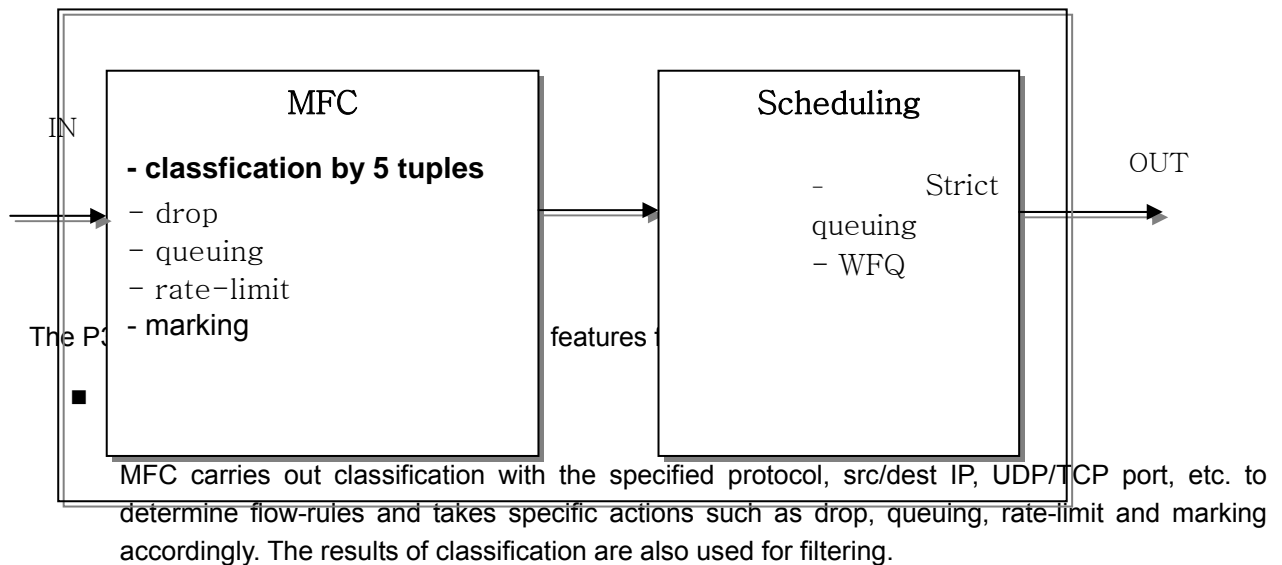 MFC
Scheduling
IN
- classfication by 5 tuples
OUT
- drop
- Strict
queuing
- queuing
- WFQ
- rate-limit
- marking
The P3
features
■
MFC carries out classification with the specified protocol, src/dest IP, UDP/TCP port, etc. to
determine flow-rules and takes specific actions such as drop, queuing, rate-limit and marking
accordingly. The results of classification are also used for filtering.